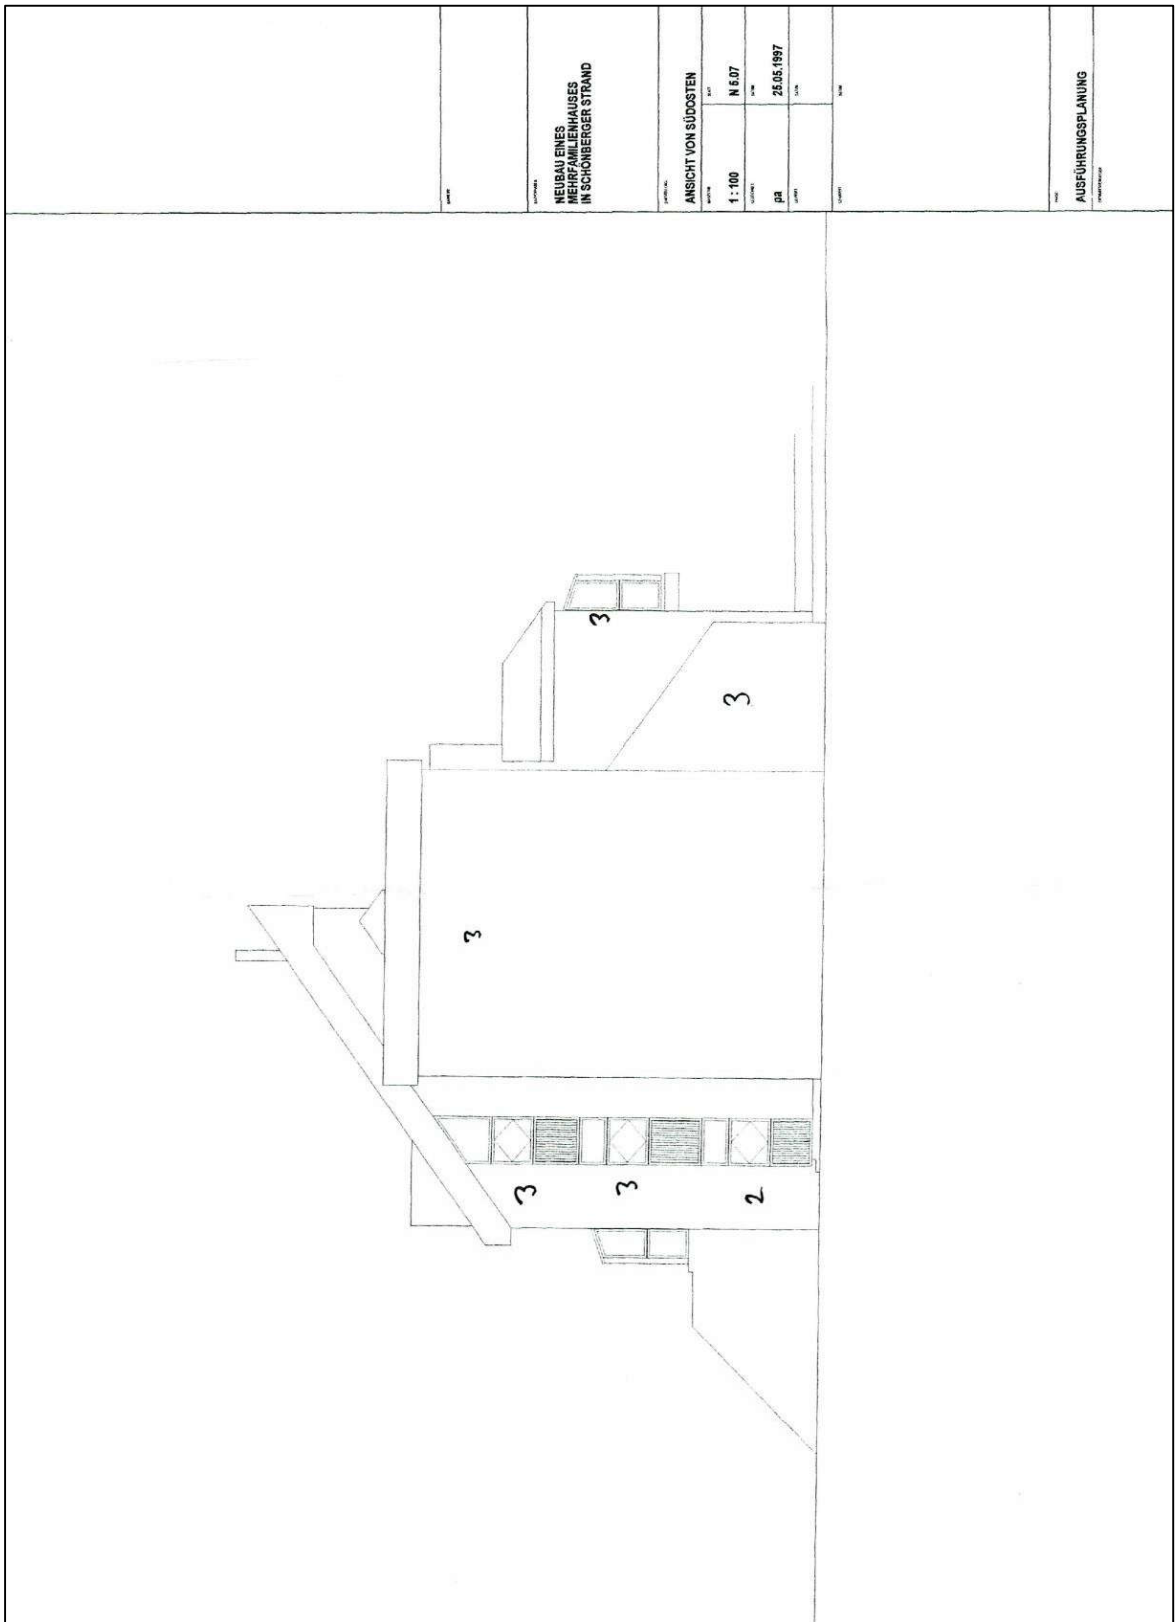 NEUBAU EINES
MEHRFAMILIENHAUSES
IN SCHÖNBERGER STRAND
ANSICHT VON SÜDOSTEN
1 : 100
N 5.07
pa
25.05.1997
AUSFÜHRUNGSPLANUNG
3
3
3
3
3
2